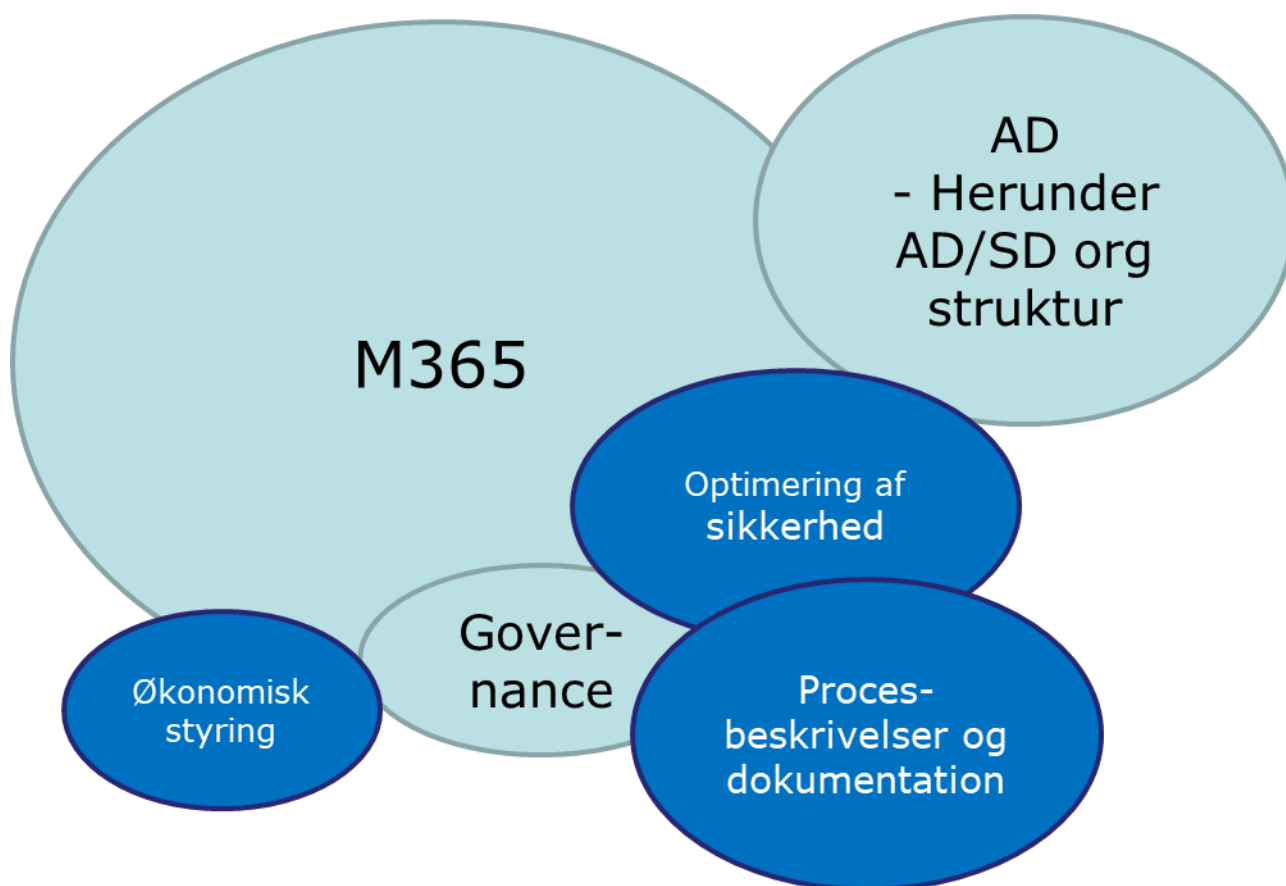 AD
- Herunder
AD/SD org
struktur
M365
Optimering af
sikkerhed
Gover-
nance
Økonomisk
styring
Proces-
beskrivelser og
dokumentation